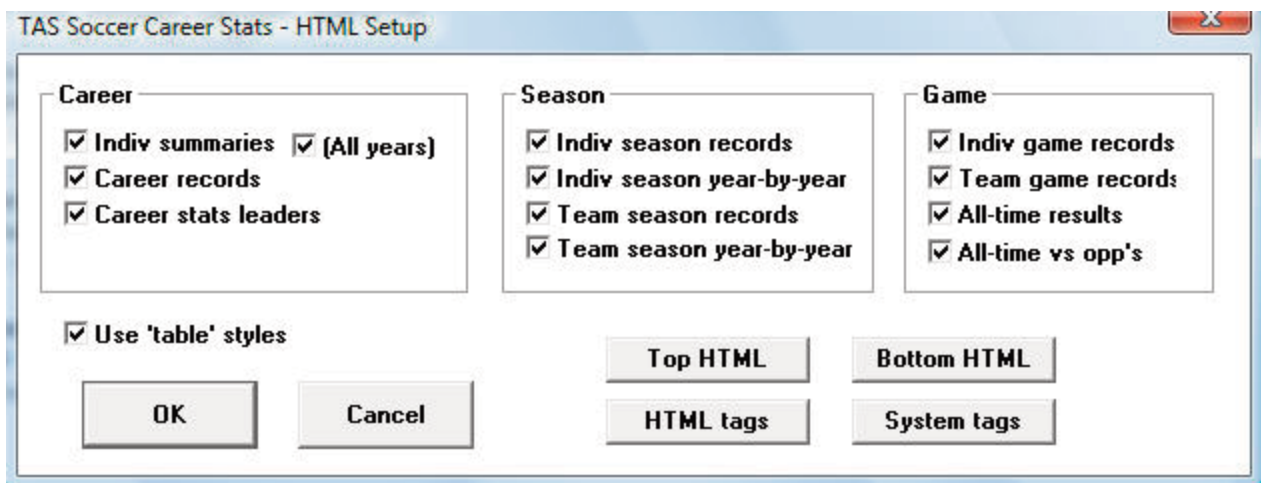 TAS Soccer Career Stats - HTML Setup
Career
Indiv summaries (All years)
Career records
Career stats leaders
Season
Indiv season records
Indiv season year-by-year
Team season records
Team season year-by-year
Game
Indiv game records
Team game records
All-time results
All-time vs opp's
Use 'table' styles
OK
Cancel
Top HTML
Bottom HTML
HTML tags
System tags